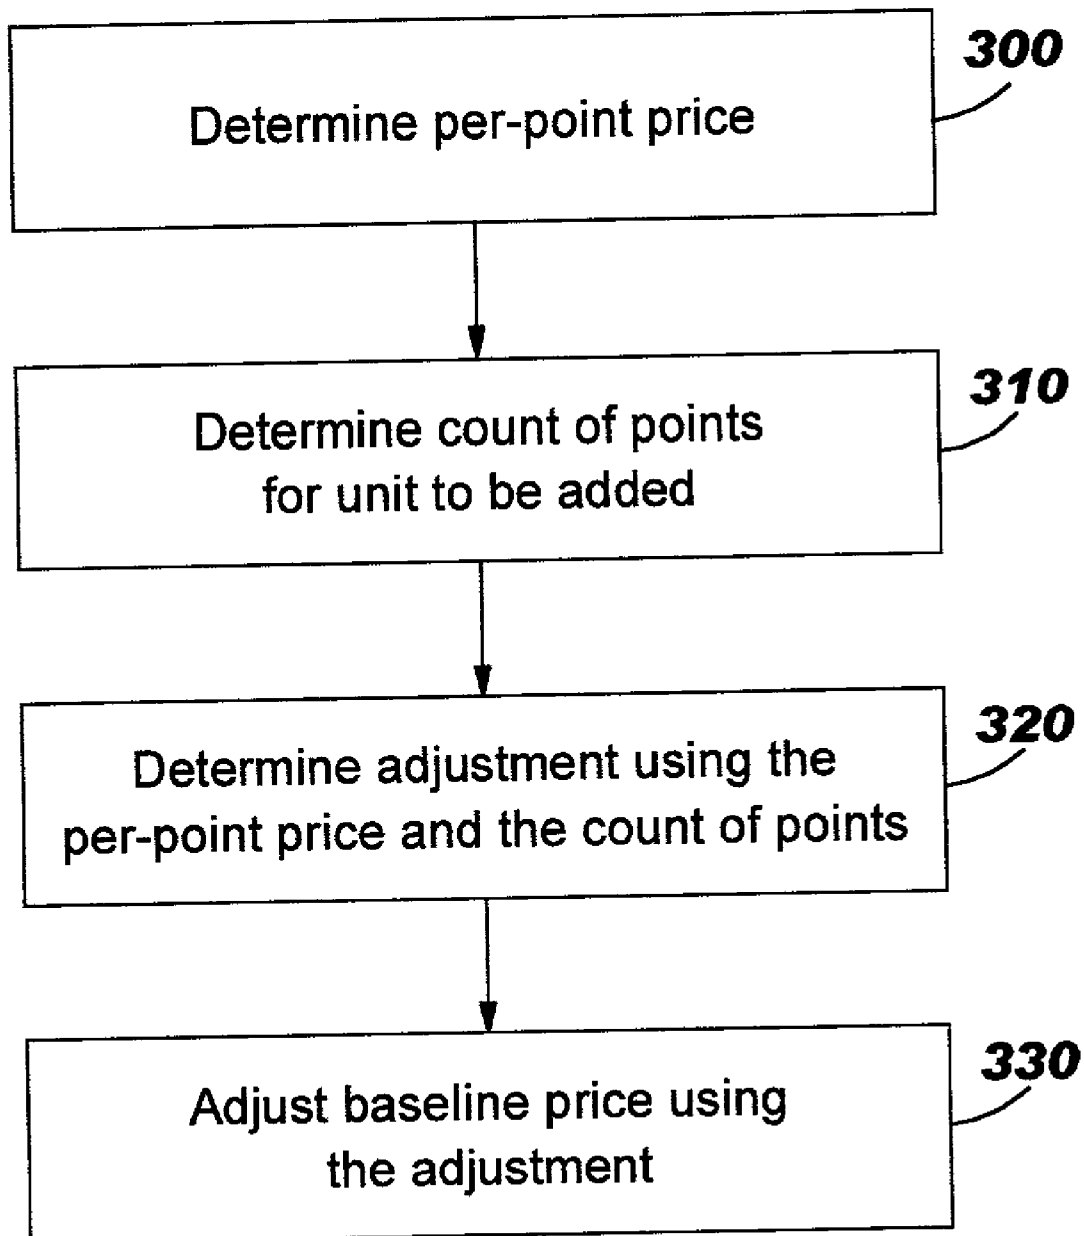 300
Determine per-point price
310
Determine count of points
for unit to be added
320
Determine adjustment using the
per-point price and the count of points
330
Adjust baseline price using
the adjustment